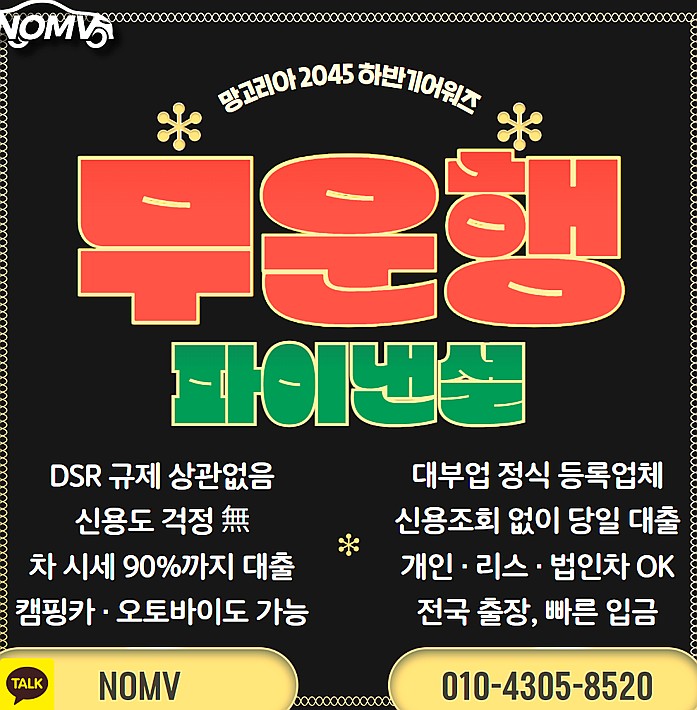 NOMV
망고리아 2045 하반기어워즈
무운행
파이낸셜
DSR 규제 상관없음
신용도 걱정 無
차 시세 90%까지 대출
캠핑카 · 오토바이도 가능
대부업 정식 등록업체
신용조회 없이 당일 대출
개인 · 리스 · 법인차 OK
전국 출장, 빠른 입금
TALK
NOMV
010-4305-8520